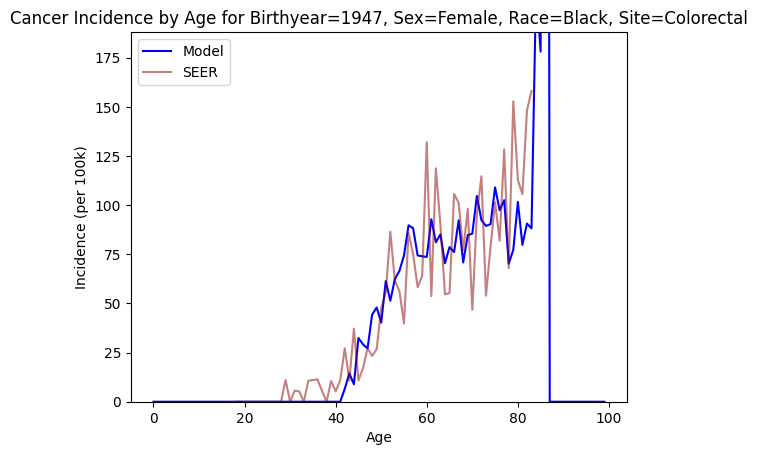 Cancer Incidence by Age for Birthyear=1947, Sex=Female, Race=Black, Site=Colorectal
Model
SEER
Incidence (per 100k)
175
150
125
100
75
50
25
0
0 20 40 60 80 100
Age